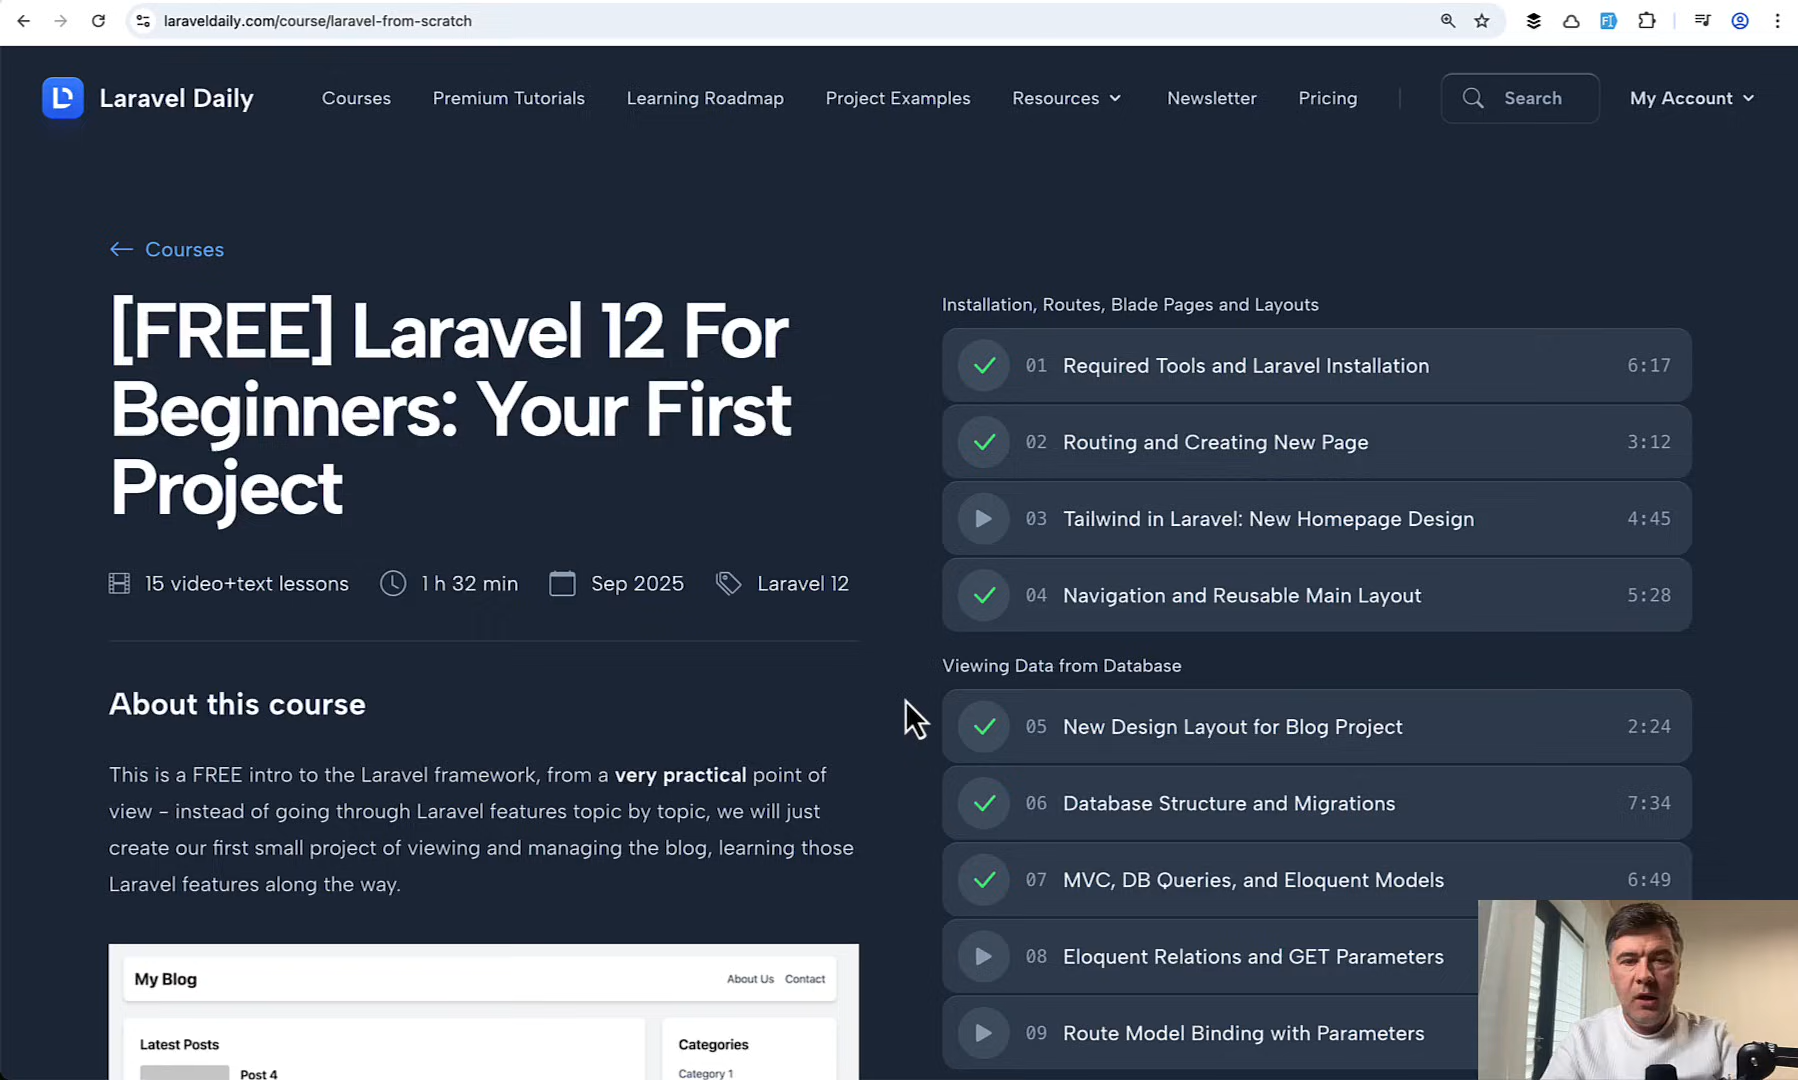 laraveldaily.com/course/laravel-from-scratch
Laravel Daily
Courses
Premium Tutorials
Learning Roadmap
Project Examples
Resources
Newsletter
Pricing
Search
My Account
Courses
[FREE] Laravel 12 For
Beginners: Your First
Project
15 video+text lessons
1 h 32 min
Sep 2025
Laravel 12
About this course
This is a FREE intro to the Laravel framework, from a very practical point of
view - instead of going through Laravel features topic by topic, we will just
create our first small project of viewing and managing the blog, learning those
Laravel features along the way.
My Blog
About Us
Contact
Latest Posts
Post 4
Categories
Category 1
Installation, Routes, Blade Pages and Layouts
01 Required Tools and Laravel Installation 6:17
02 Routing and Creating New Page 3:12
03 Tailwind in Laravel: New Homepage Design 4:45
04 Navigation and Reusable Main Layout 5:28
Viewing Data from Database
05 New Design Layout for Blog Project 2:24
06 Database Structure and Migrations 7:34
07 MVC, DB Queries, and Eloquent Models 6:49
08 Eloquent Relations and GET Parameters
09 Route Model Binding with Parameters